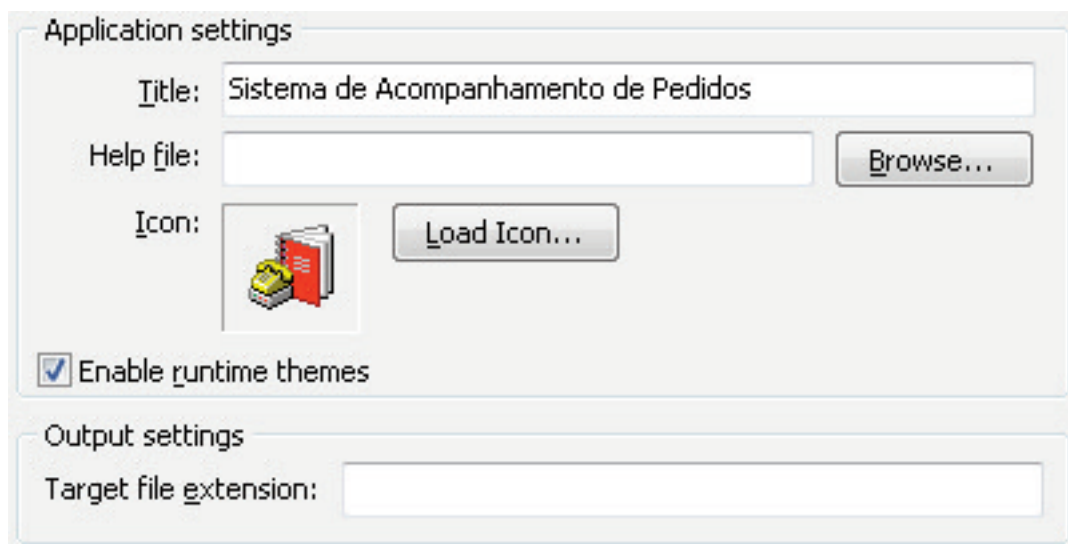 Application settings
Title: Sistema de Acompanhamento de Pedidos
Help file: Browse...
Icon: Load Icon...
Enable runtime themes
Output settings
Target file extension: